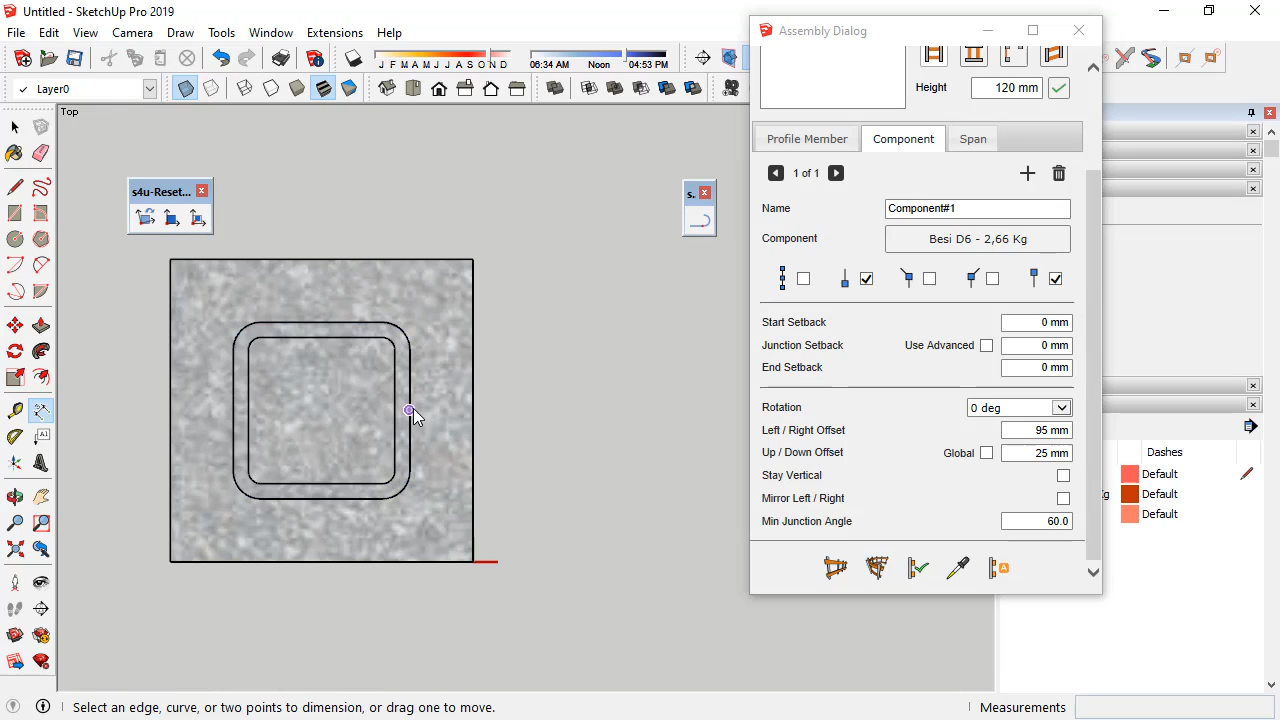 Untitled - SketchUp Pro 2019
File Edit View Camera Draw Tools Window Extensions Help
J F M A M J J A S O N D
06:34 AM Noon 04:53 PM
Layer0
Top
s4u-Reset...
s.
Assembly Dialog
Height 120 mm
Profile Member Component Span
1 of 1
Name Component#1
Component Besi D6 - 2,66 Kg
Start Setback 0 mm
Junction Setback Use Advanced 0 mm
End Setback 0 mm
Rotation 0 deg
Left / Right Offset 95 mm
Up / Down Offset Global 25 mm
Stay Vertical
Mirror Left / Right
Min Junction Angle 60.0
Dashes
Default
Default
Default
Select an edge, curve, or two points to dimension, or drag one to move.
Measurements